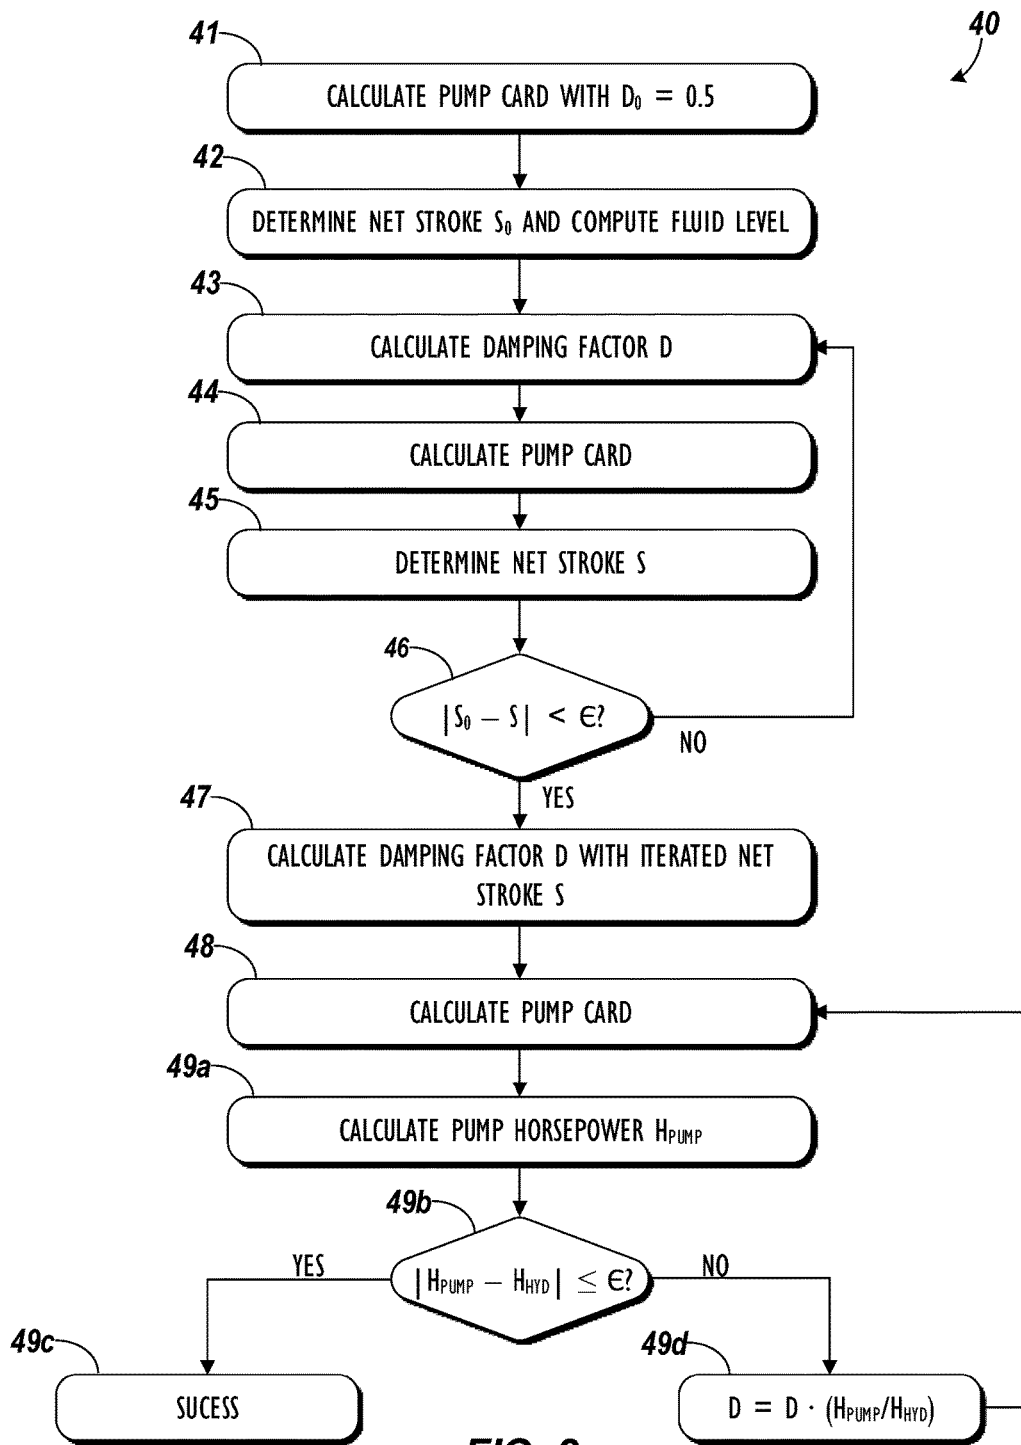 41
40
CALCULATE PUMP CARD WITH D₀ = 0.5
42
DETERMINE NET STROKE S₀ AND COMPUTE FLUID LEVEL
43
CALCULATE DAMPING FACTOR D
44
CALCULATE PUMP CARD
45
DETERMINE NET STROKE S
46
|S₀ – S| < ϵ?
NO
YES
47
CALCULATE DAMPING FACTOR D WITH ITERATED NET
STROKE S
48
CALCULATE PUMP CARD
49a
CALCULATE PUMP HORSEPOWER HPUMP
49b
YES
|HPUMP – HHYD| ≤ ϵ?
NO
49c
SUCESS
49d
D = D · (HPUMP/HHYD)